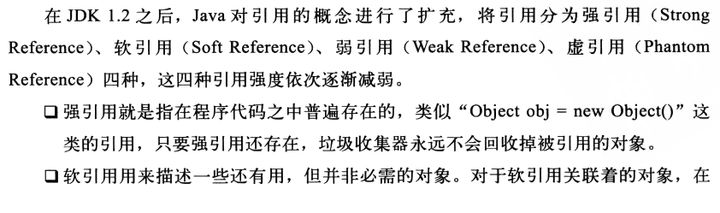 在 JDK 1.2 之后，Java 对引用的概念进行了扩充，将引用分为强引用（Strong
Reference）、软引用（Soft Reference）、弱引用（Weak Reference）、虚引用（Phantom
Reference）四种，这四种引用强度依次逐渐减弱。
❑ 强引用就是指在程序代码之中普遍存在的，类似“Object obj = new Object()”这
类的引用，只要强引用还存在，垃圾收集器永远不会回收掉被引用的对象。
❑ 软引用用来描述一些还有用，但并非必需的对象。对于软引用关联着的对象，在